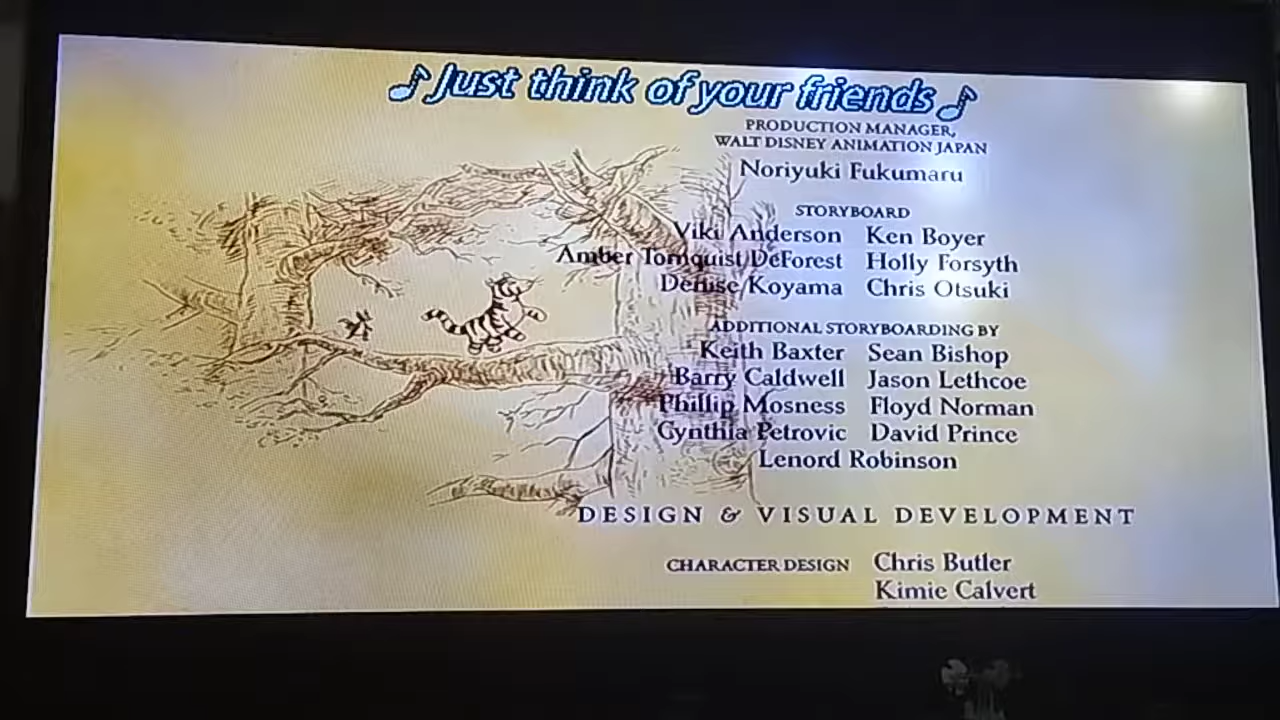 ♪ Just think of your friends ♪
PRODUCTION MANAGER,
WALT DISNEY ANIMATION JAPAN
Noriyuki Fukumaru
STORYBOARD
Viki Anderson Ken Boyer
Amber Tornquist DeForest Holly Forsyth
Denise Koyama Chris Otsuki
ADDITIONAL STORYBOARDING BY
Keith Baxter Sean Bishop
Barry Caldwell Jason Lethcoe
Phillip Mosness Floyd Norman
Cynthia Petrovic David Prince
Lenord Robinson
DESIGN & VISUAL DEVELOPMENT
CHARACTER DESIGN Chris Butler
Kimie Calvert